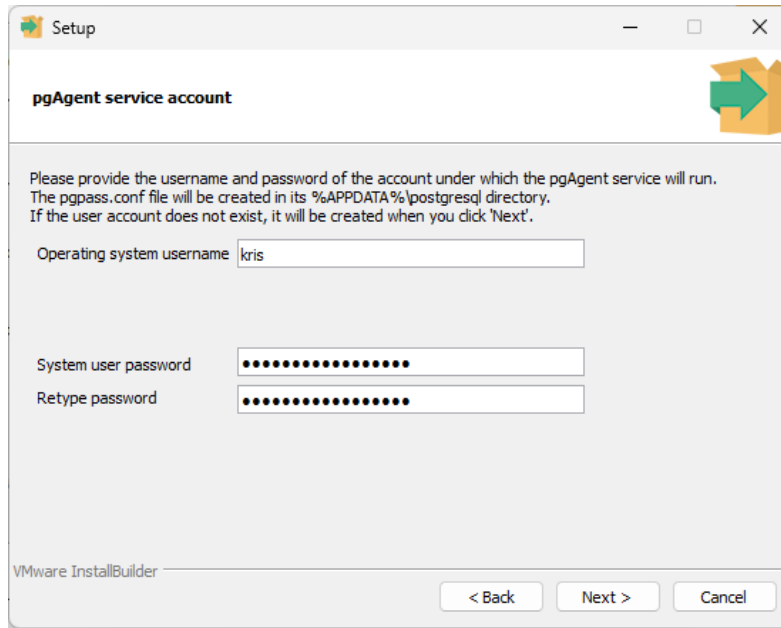 Setup
pgAgent service account
Please provide the username and password of the account under which the pgAgent service will run.
The pgpass.conf file will be created in its %APPDATA%\postgresql directory.
If the user account does not exist, it will be created when you click 'Next'.
Operating system username kris
System user password •••••••••••••••••
Retype password •••••••••••••••••
VMware InstallBuilder
< Back Next > Cancel